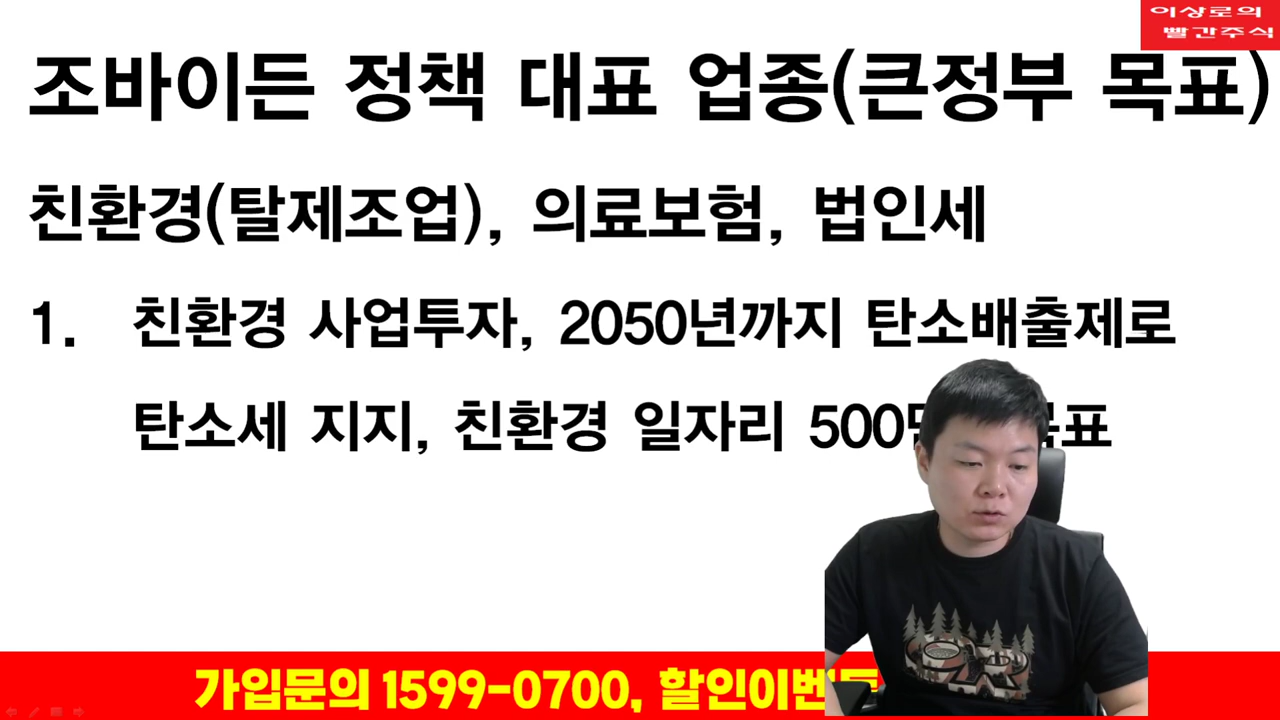 이상로의
빨간주식
조바이든 정책 대표 업종(큰정부 목표)
친환경(탈제조업), 의료보험, 법인세
1. 친환경 사업투자, 2050년까지 탄소배출제로
탄소세 지지, 친환경 일자리 500 목표
가입문의 1599-0700, 할인이벤트